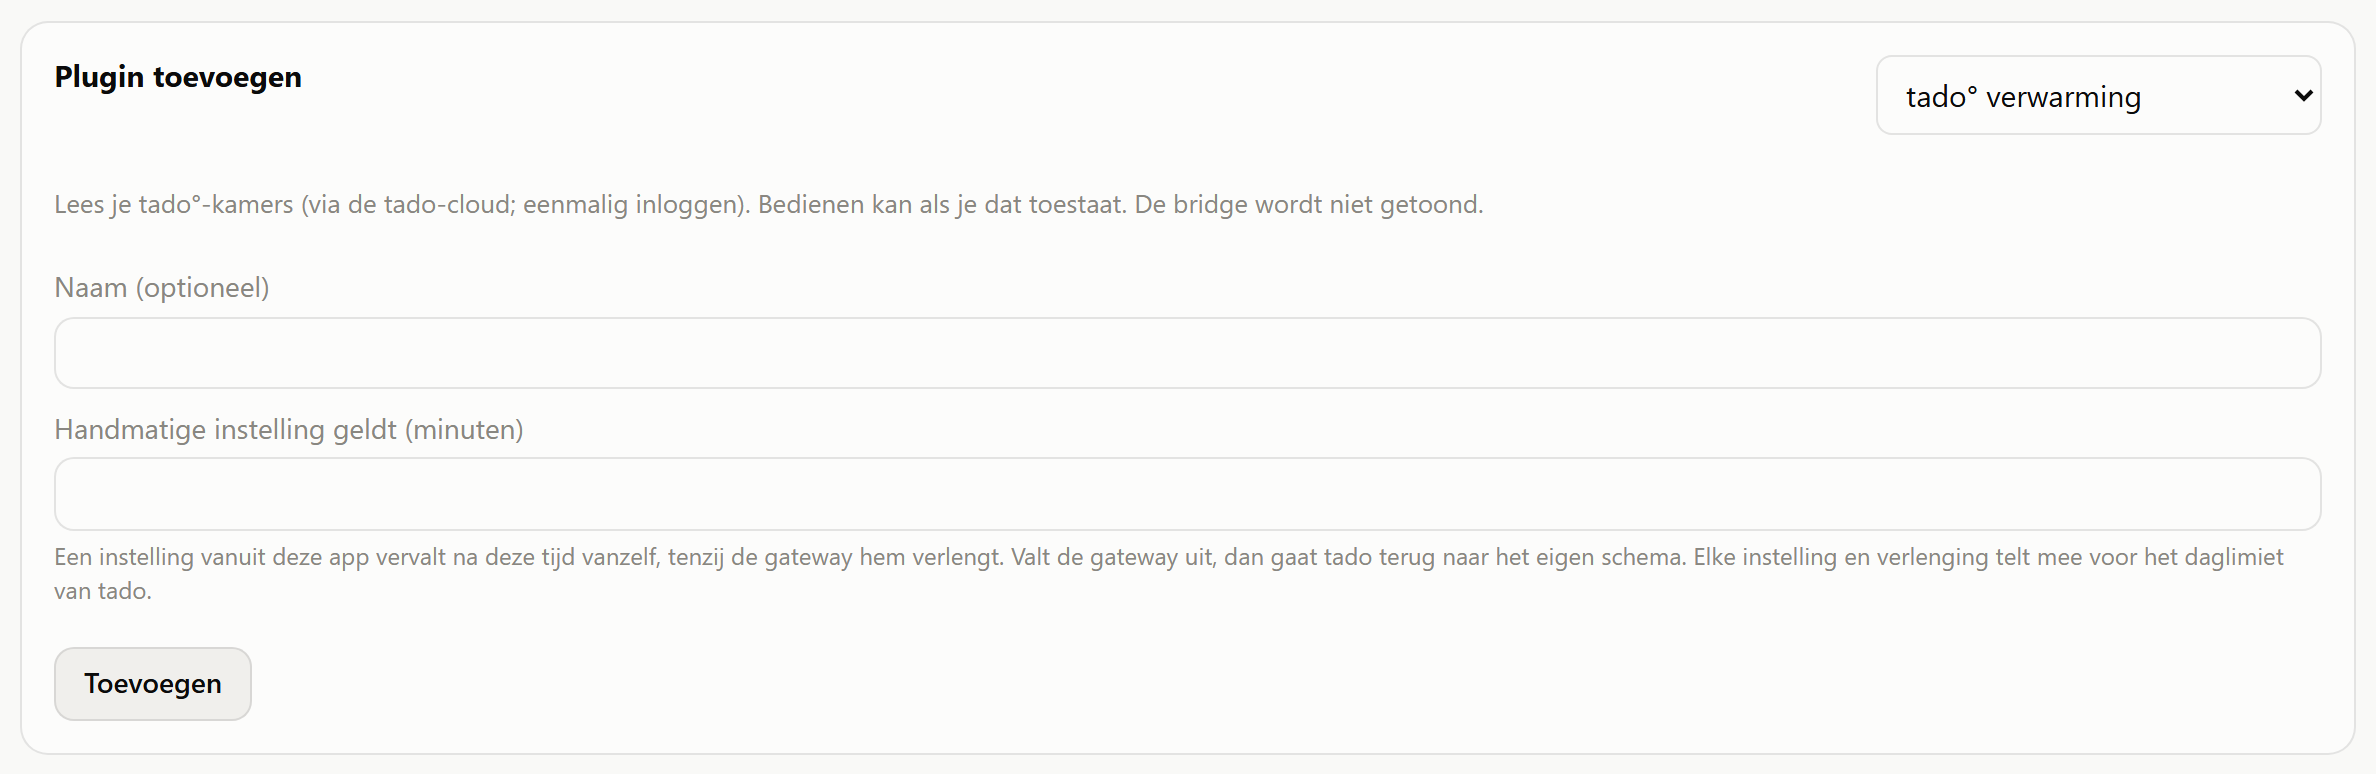 Plugin toevoegen
tado° verwarming
Lees je tado°-kamers (via de tado-cloud; eenmalig inloggen). Bedienen kan als je dat toestaat. De bridge wordt niet getoond.
Naam (optioneel)
Handmatige instelling geldt (minuten)
Een instelling vanuit deze app vervalt na deze tijd vanzelf, tenzij de gateway hem verlengt. Valt de gateway uit, dan gaat tado terug naar het eigen schema. Elke instelling en verlenging telt mee voor het daglimiet
van tado.
Toevoegen